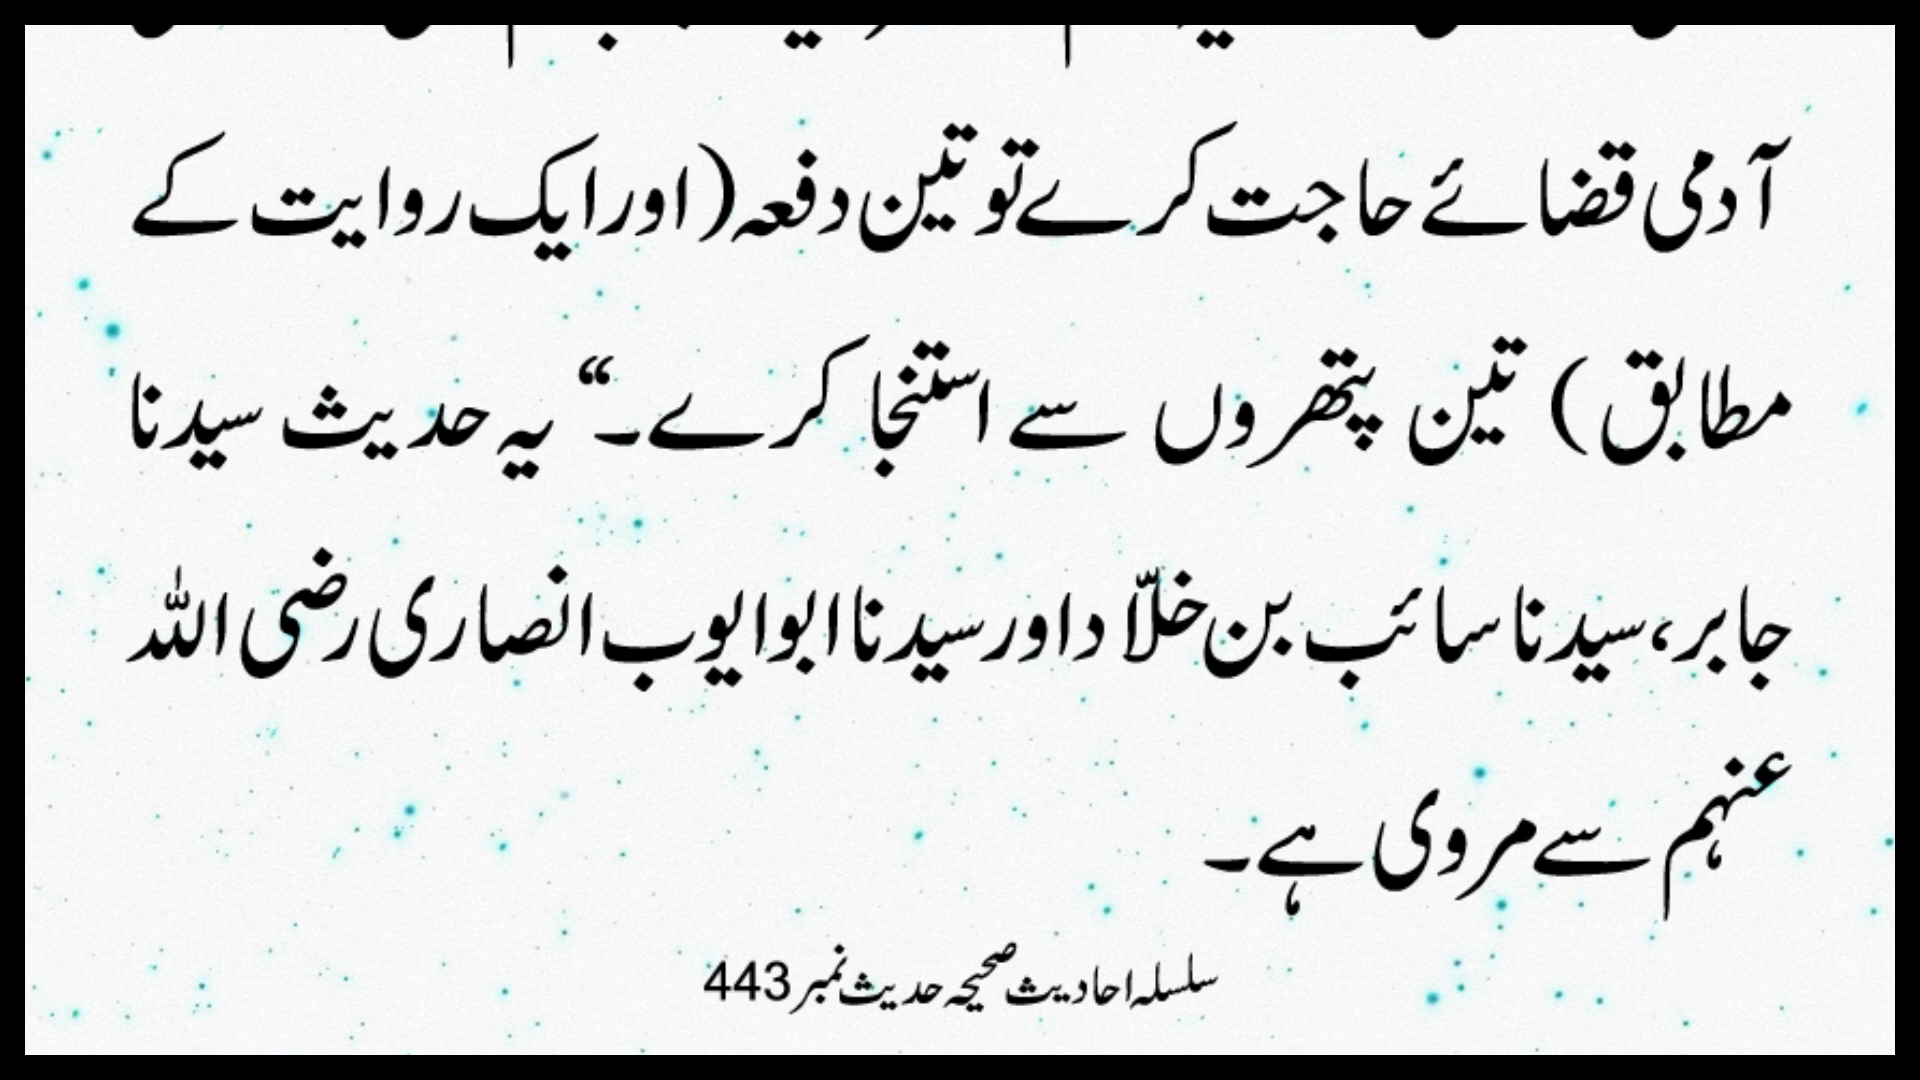 آدمی قضائے حاجت کرے تو تین دفعہ (اور ایک روایت کے
مطابق) تین پتھروں سے استنجا کرے۔“ یہ حدیث سیدنا
جابر، سیدنا سائب بن خلّاد اور سیدنا ابو ایوب انصاری رضی اللہ
عنہم سے مروی ہے۔
سلسلہ احادیث صحیحہ حدیث نمبر 443